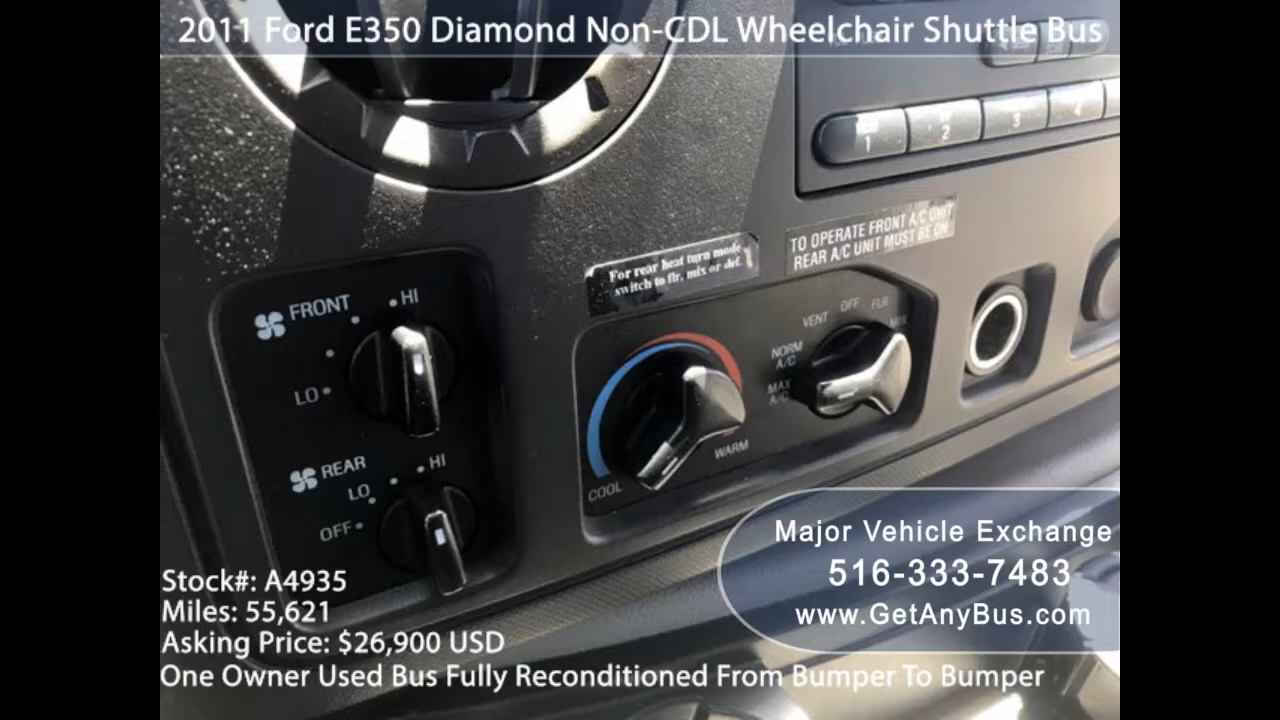 2011 Ford E350 Diamond Non-CDL Wheelchair Shuttle Bus
1 2 3 4
TO OPERATE FRONT A/C UNIT
REAR A/C UNIT MUST BE ON
For rear heat turn mode
switch to flr, mix or def.
FRONT
HI
LO
VENT
OFF
FLR
MIX
NORM
A/C
MAX
A/C
COOL
WARM
REAR
HI
LO
OFF
Major Vehicle Exchange
516-333-7483
www.GetAnyBus.com
Stock#: A4935
Miles: 55,621
Asking Price: $26,900 USD
One Owner Used Bus Fully Reconditioned From Bumper To Bumper